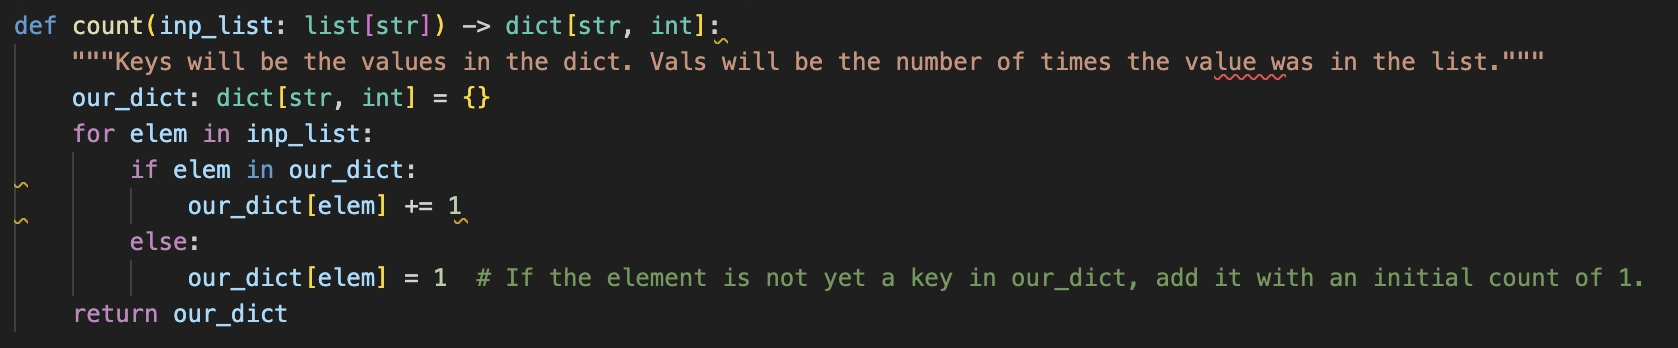 def count(inp_list: list[str]) -> dict[str, int]:
    """Keys will be the values in the dict. Vals will be the number of times the value was in the list."""
    our_dict: dict[str, int] = {}
    for elem in inp_list:
        if elem in our_dict:
            our_dict[elem] += 1
        else:
            our_dict[elem] = 1  # If the element is not yet a key in our_dict, add it with an initial count of 1.
    return our_dict